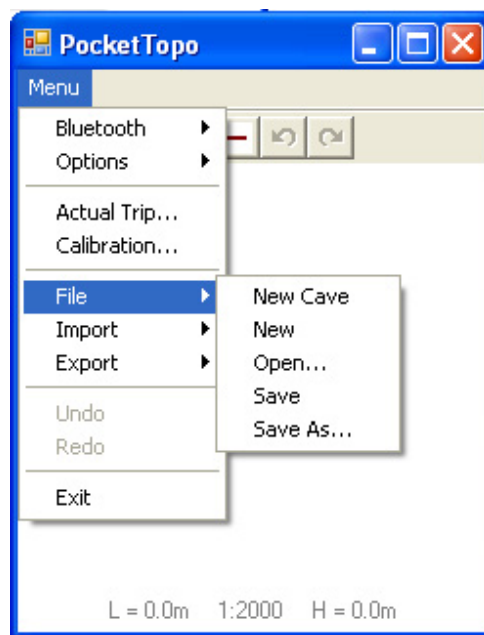 PocketTopo
Menu
Bluetooth
Options
Actual Trip...
Calibration...
File
New Cave
Import
New
Export
Open...
Save
Undo
Save As...
Redo
Exit
L = 0.0m 1:2000 H = 0.0m